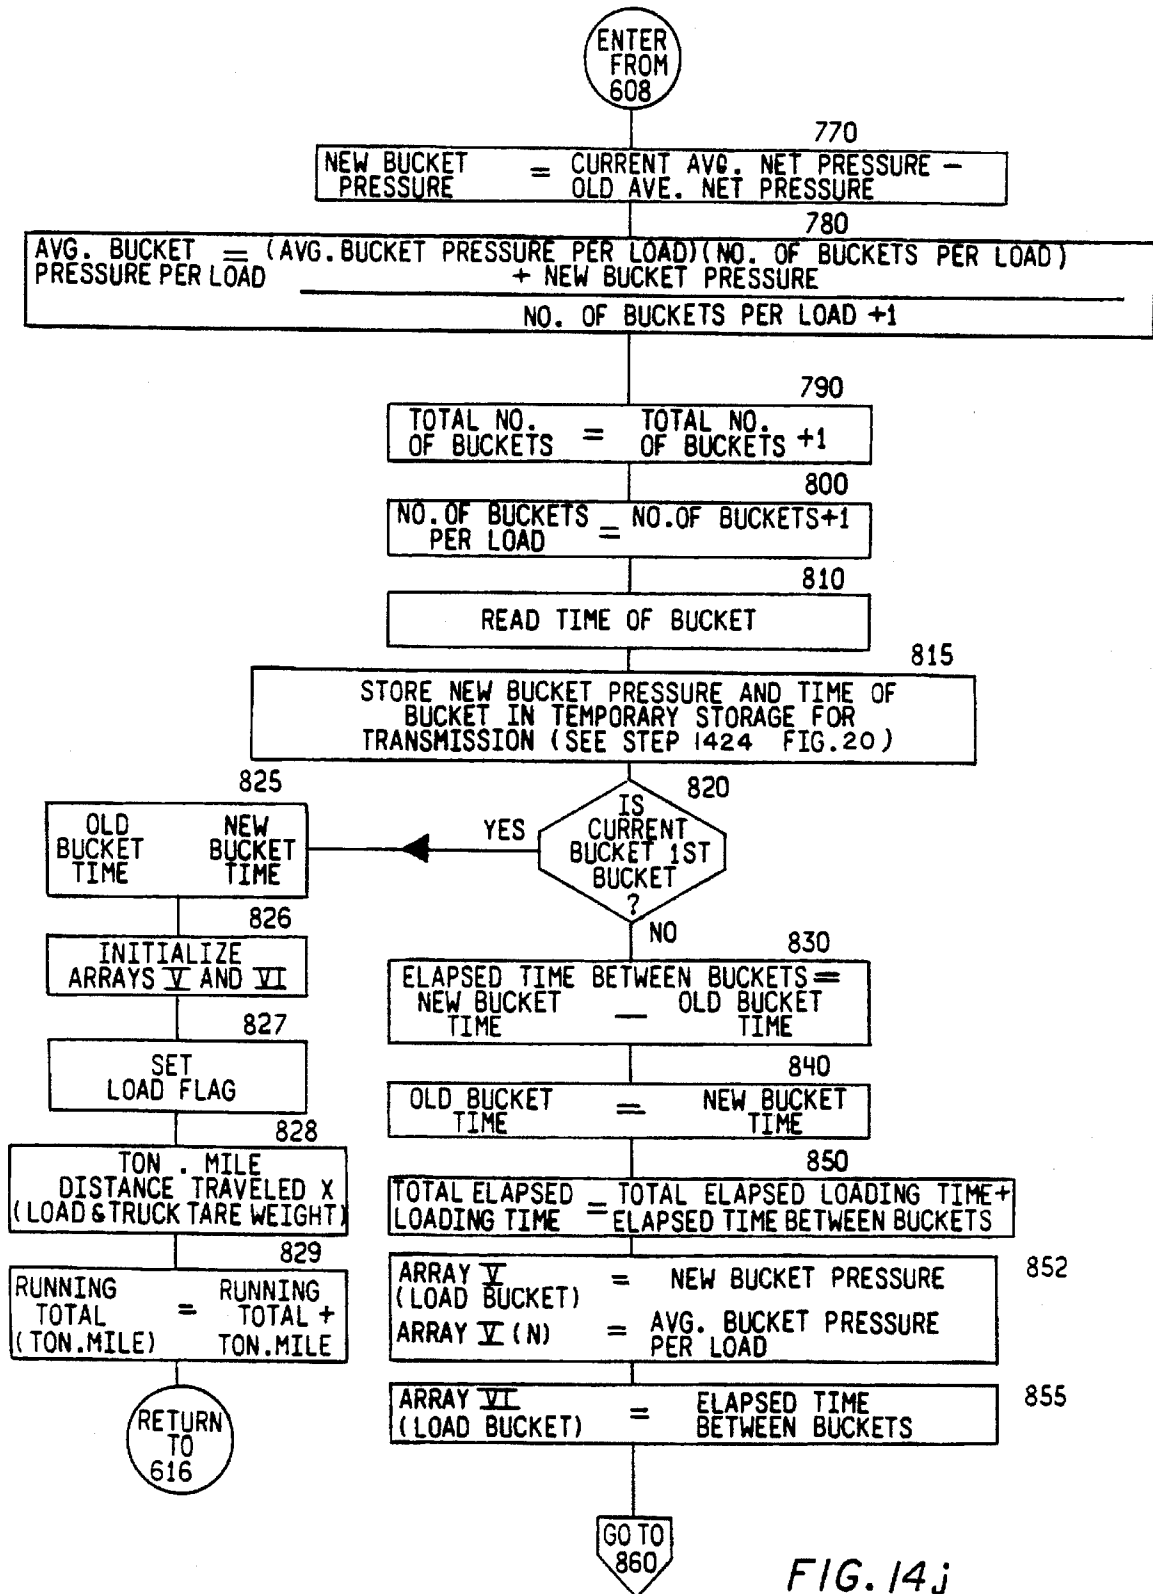 ENTER
FROM
608
770
NEW BUCKET = CURRENT AVG. NET PRESSURE –
PRESSURE OLD AVE. NET PRESSURE
780
AVG. BUCKET = (AVG. BUCKET PRESSURE PER LOAD)(NO. OF BUCKETS PER LOAD)
PRESSURE PER LOAD + NEW BUCKET PRESSURE
NO. OF BUCKETS PER LOAD +1
790
TOTAL NO. = TOTAL NO.
OF BUCKETS OF BUCKETS +1
800
NO. OF BUCKETS = NO. OF BUCKETS+1
PER LOAD
810
READ TIME OF BUCKET
815
STORE NEW BUCKET PRESSURE AND TIME OF
BUCKET IN TEMPORARY STORAGE FOR
TRANSMISSION (SEE STEP 1424 FIG.20)
820
IS
CURRENT
BUCKET 1ST
BUCKET
?
YES
NO
825
OLD NEW
BUCKET BUCKET
TIME TIME
826
INITIALIZE
ARRAYS V AND VI
827
SET
LOAD FLAG
828
TON . MILE
DISTANCE TRAVELED X
(LOAD & TRUCK TARE WEIGHT)
829
RUNNING = RUNNING
TOTAL TOTAL +
(TON.MILE) TON.MILE
RETURN
TO
616
830
ELAPSED TIME BETWEEN BUCKETS =
NEW BUCKET – OLD BUCKET
TIME TIME
840
OLD BUCKET = NEW BUCKET
TIME TIME
850
TOTAL ELAPSED = TOTAL ELAPSED LOADING TIME+
LOADING TIME ELAPSED TIME BETWEEN BUCKETS
852
ARRAY V = NEW BUCKET PRESSURE
(LOAD BUCKET)
ARRAY V (N) = AVG. BUCKET PRESSURE
PER LOAD
855
ARRAY VI = ELAPSED TIME
(LOAD BUCKET) BETWEEN BUCKETS
GO TO
860
FIG. 14j